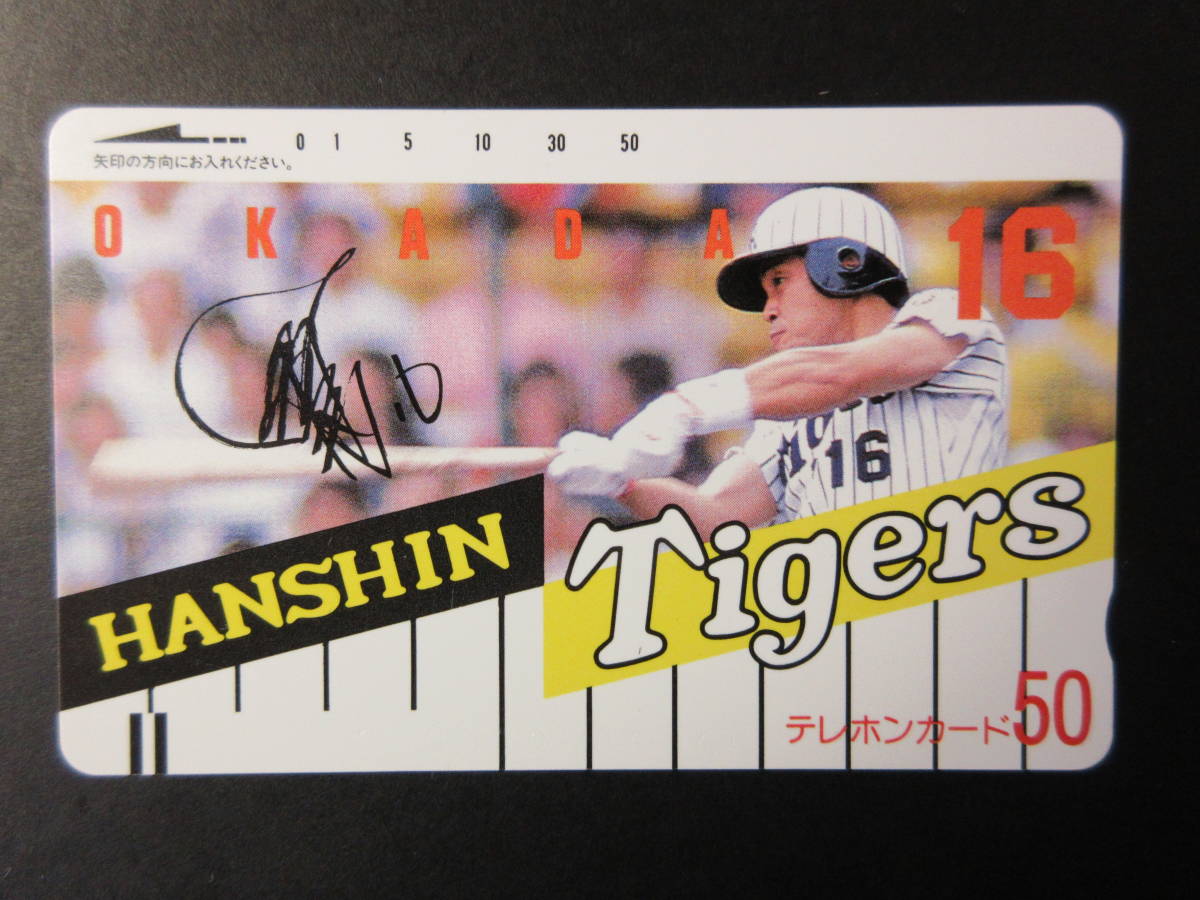 0 1 5 10 30 50
矢印の方向にお入れください。
OKADA 16
16
HANSHIN Tigers
テレホンカード50